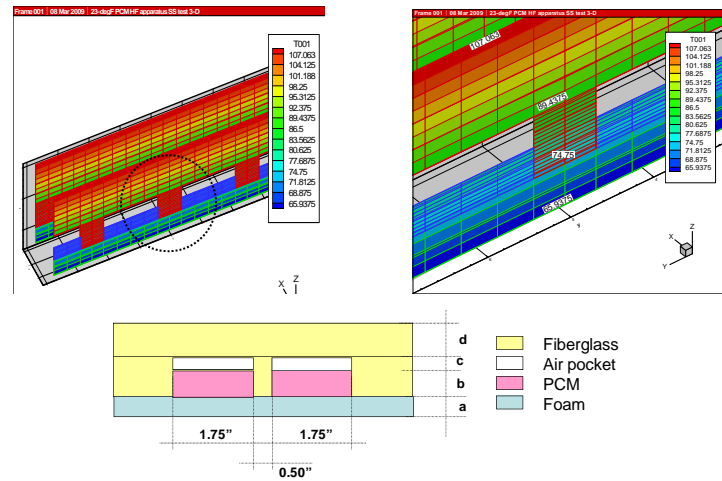 Frame 001 | 08 Mar 2009 | 23-degF PCM HF apparatus SS test 3-D
T001
107.063
104.125
101.188
98.25
95.3125
92.375
89.4375
86.5
83.5625
80.625
77.6875
74.75
71.8125
68.875
65.9375
X Z
Frame 001 | 08 Mar 2009 | 23-degF PCM HF apparatus SS test 3-D
T001
107.063
104.125
101.188
98.25
95.3125
92.375
89.4375
86.5
83.5625
80.625
77.6875
74.75
71.8125
68.875
65.9375
107.063
89.4375
74.75
65.9375
Z
X
Y
d
c
b
a
Fiberglass
Air pocket
PCM
Foam
1.75” 1.75”
0.50”